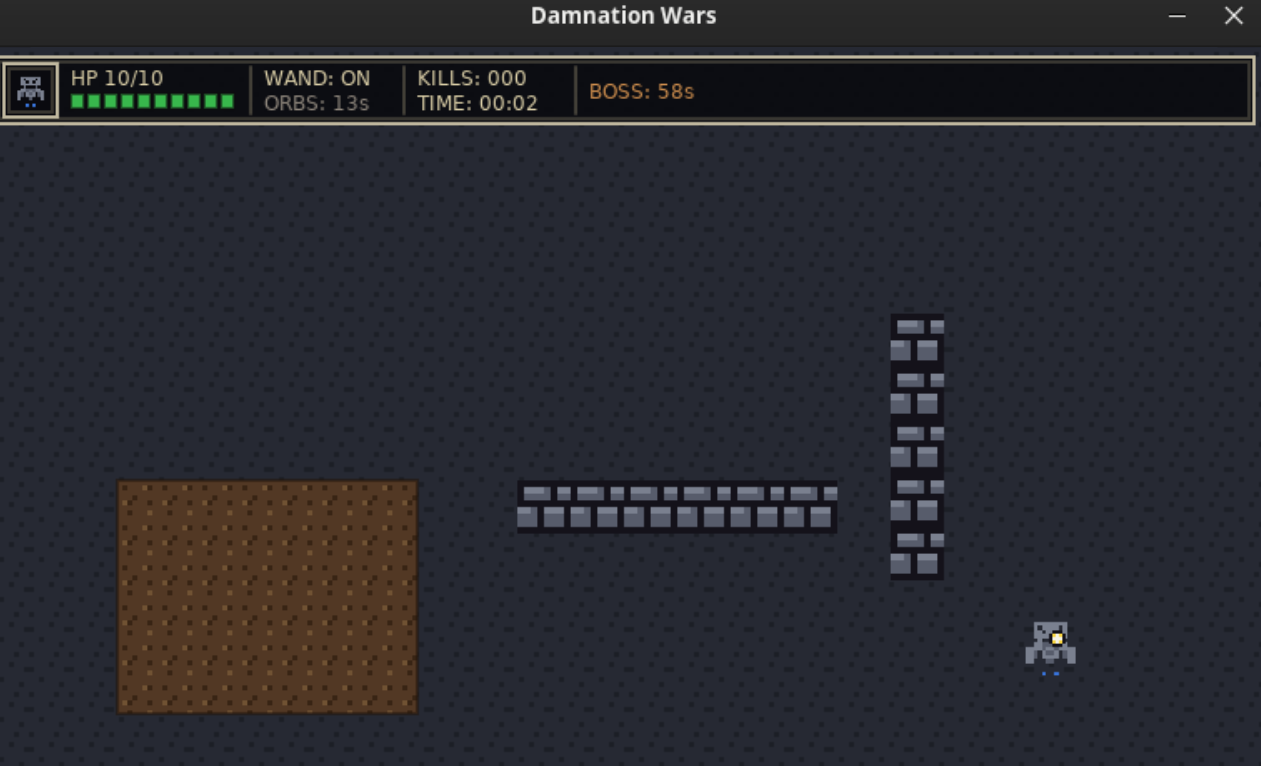 Damnation Wars
HP 10/10
WAND: ON
ORBS: 13s
KILLS: 000
TIME: 00:02
BOSS: 58s